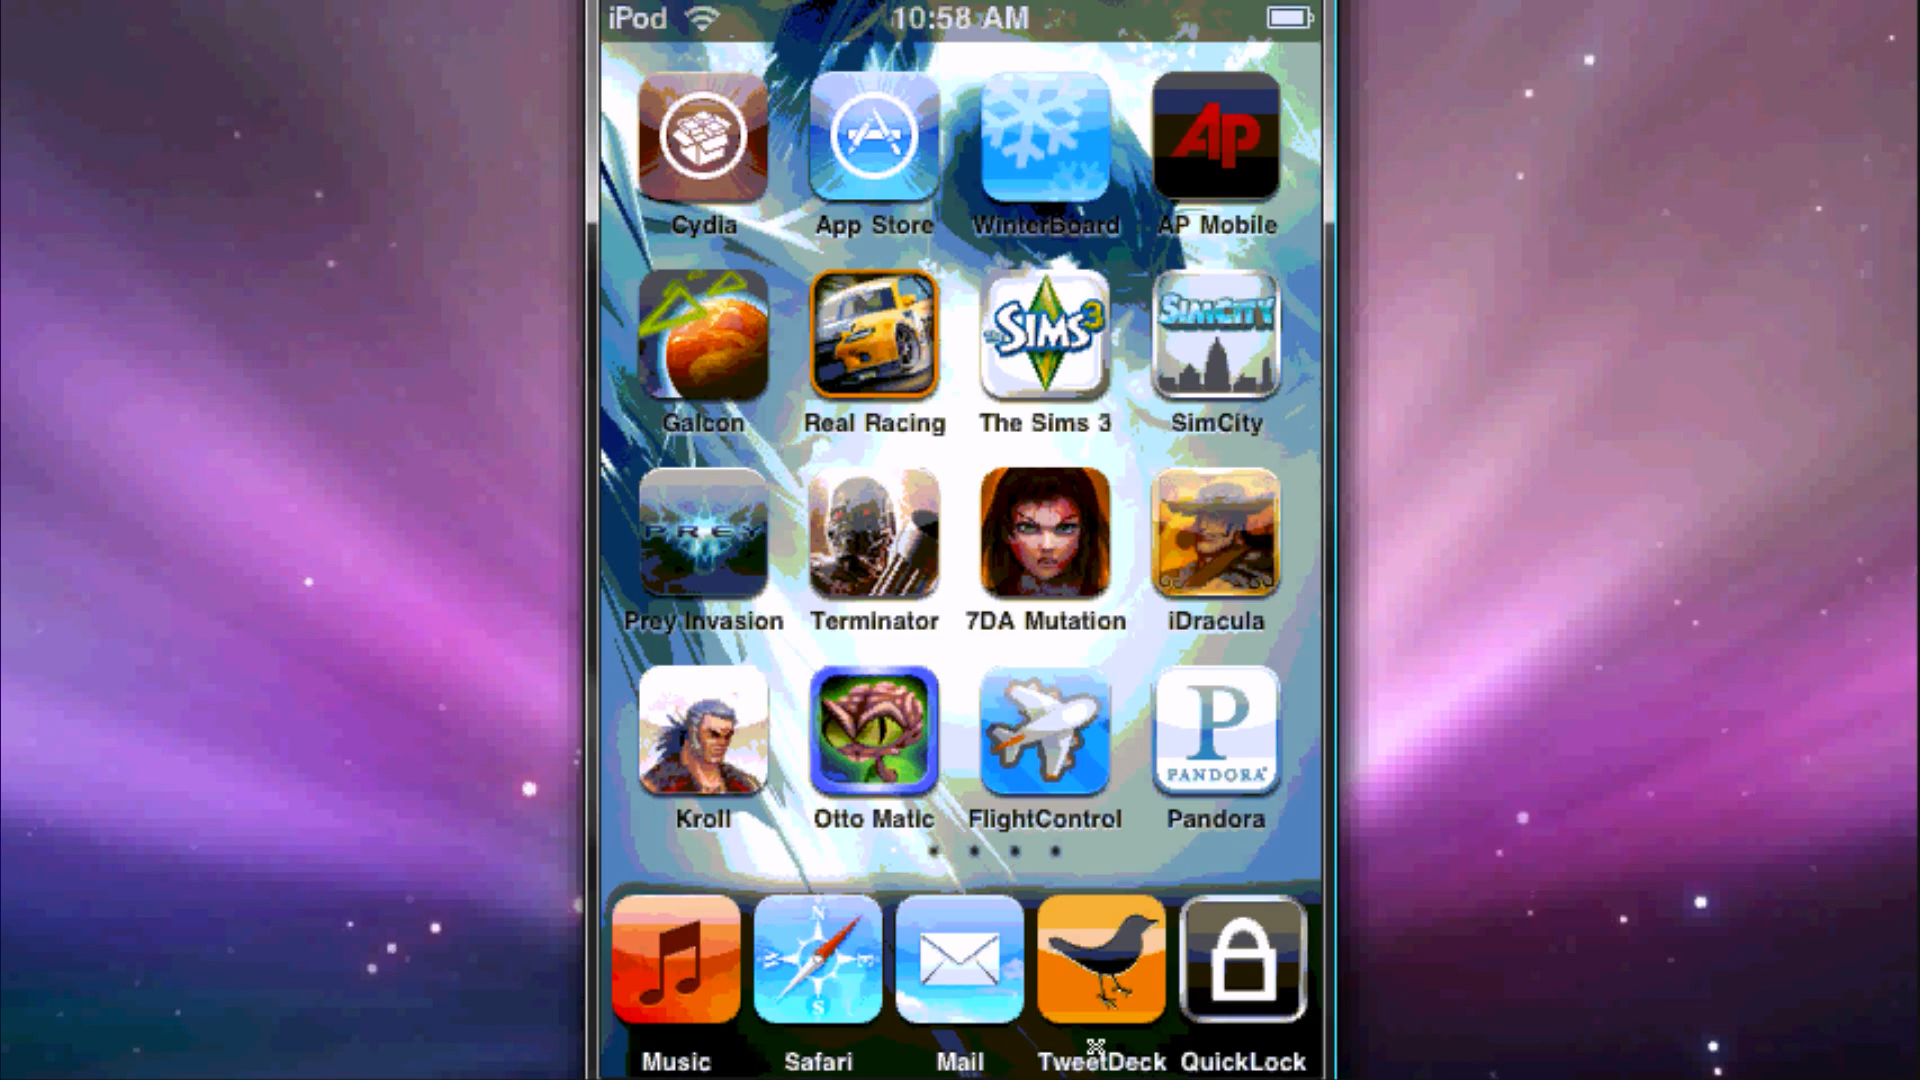 iPod 10:58 AM
AP
Cydia App Store WinterBoard AP Mobile
THE SIMS 3 SIMCITY
Galcon Real Racing The Sims 3 SimCity
PREY
Prey Invasion Terminator 7DA Mutation iDracula
P
PANDORA
Kroll Otto Matic FlightControl Pandora
N
W E
S
Music Safari Mail TweetDeck QuickLock